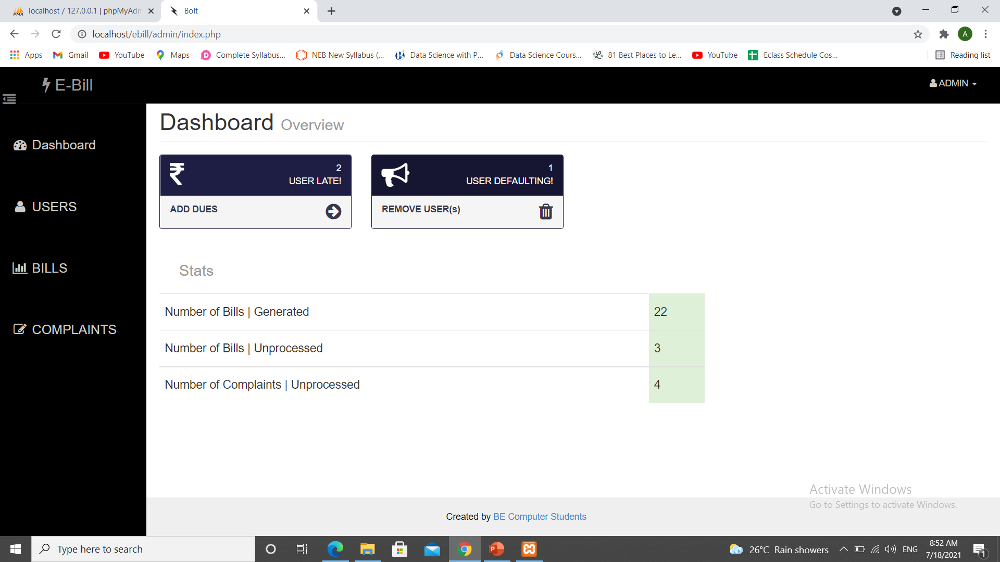 localhost / 127.0.0.1 | phpMyAdm
Bolt
localhost/ebill/admin/index.php
A
Apps
Gmail
YouTube
Maps
Complete Syllabus...
NEB New Syllabus (...
Data Science with P...
Data Science Cours...
81 Best Places to Le...
YouTube
Eclass Schedule Cos...
Reading list
E-Bill
ADMIN
Dashboard Overview
Dashboard
USERS
BILLS
COMPLAINTS
2
USER LATE!
ADD DUES
1
USER DEFAULTING!
REMOVE USER(s)
Stats
Number of Bills | Generated 22
Number of Bills | Unprocessed 3
Number of Complaints | Unprocessed 4
Activate Windows
Go to Settings to activate Windows.
Created by BE Computer Students
Type here to search
26°C Rain showers
ENG
8:52 AM
7/18/2021
1